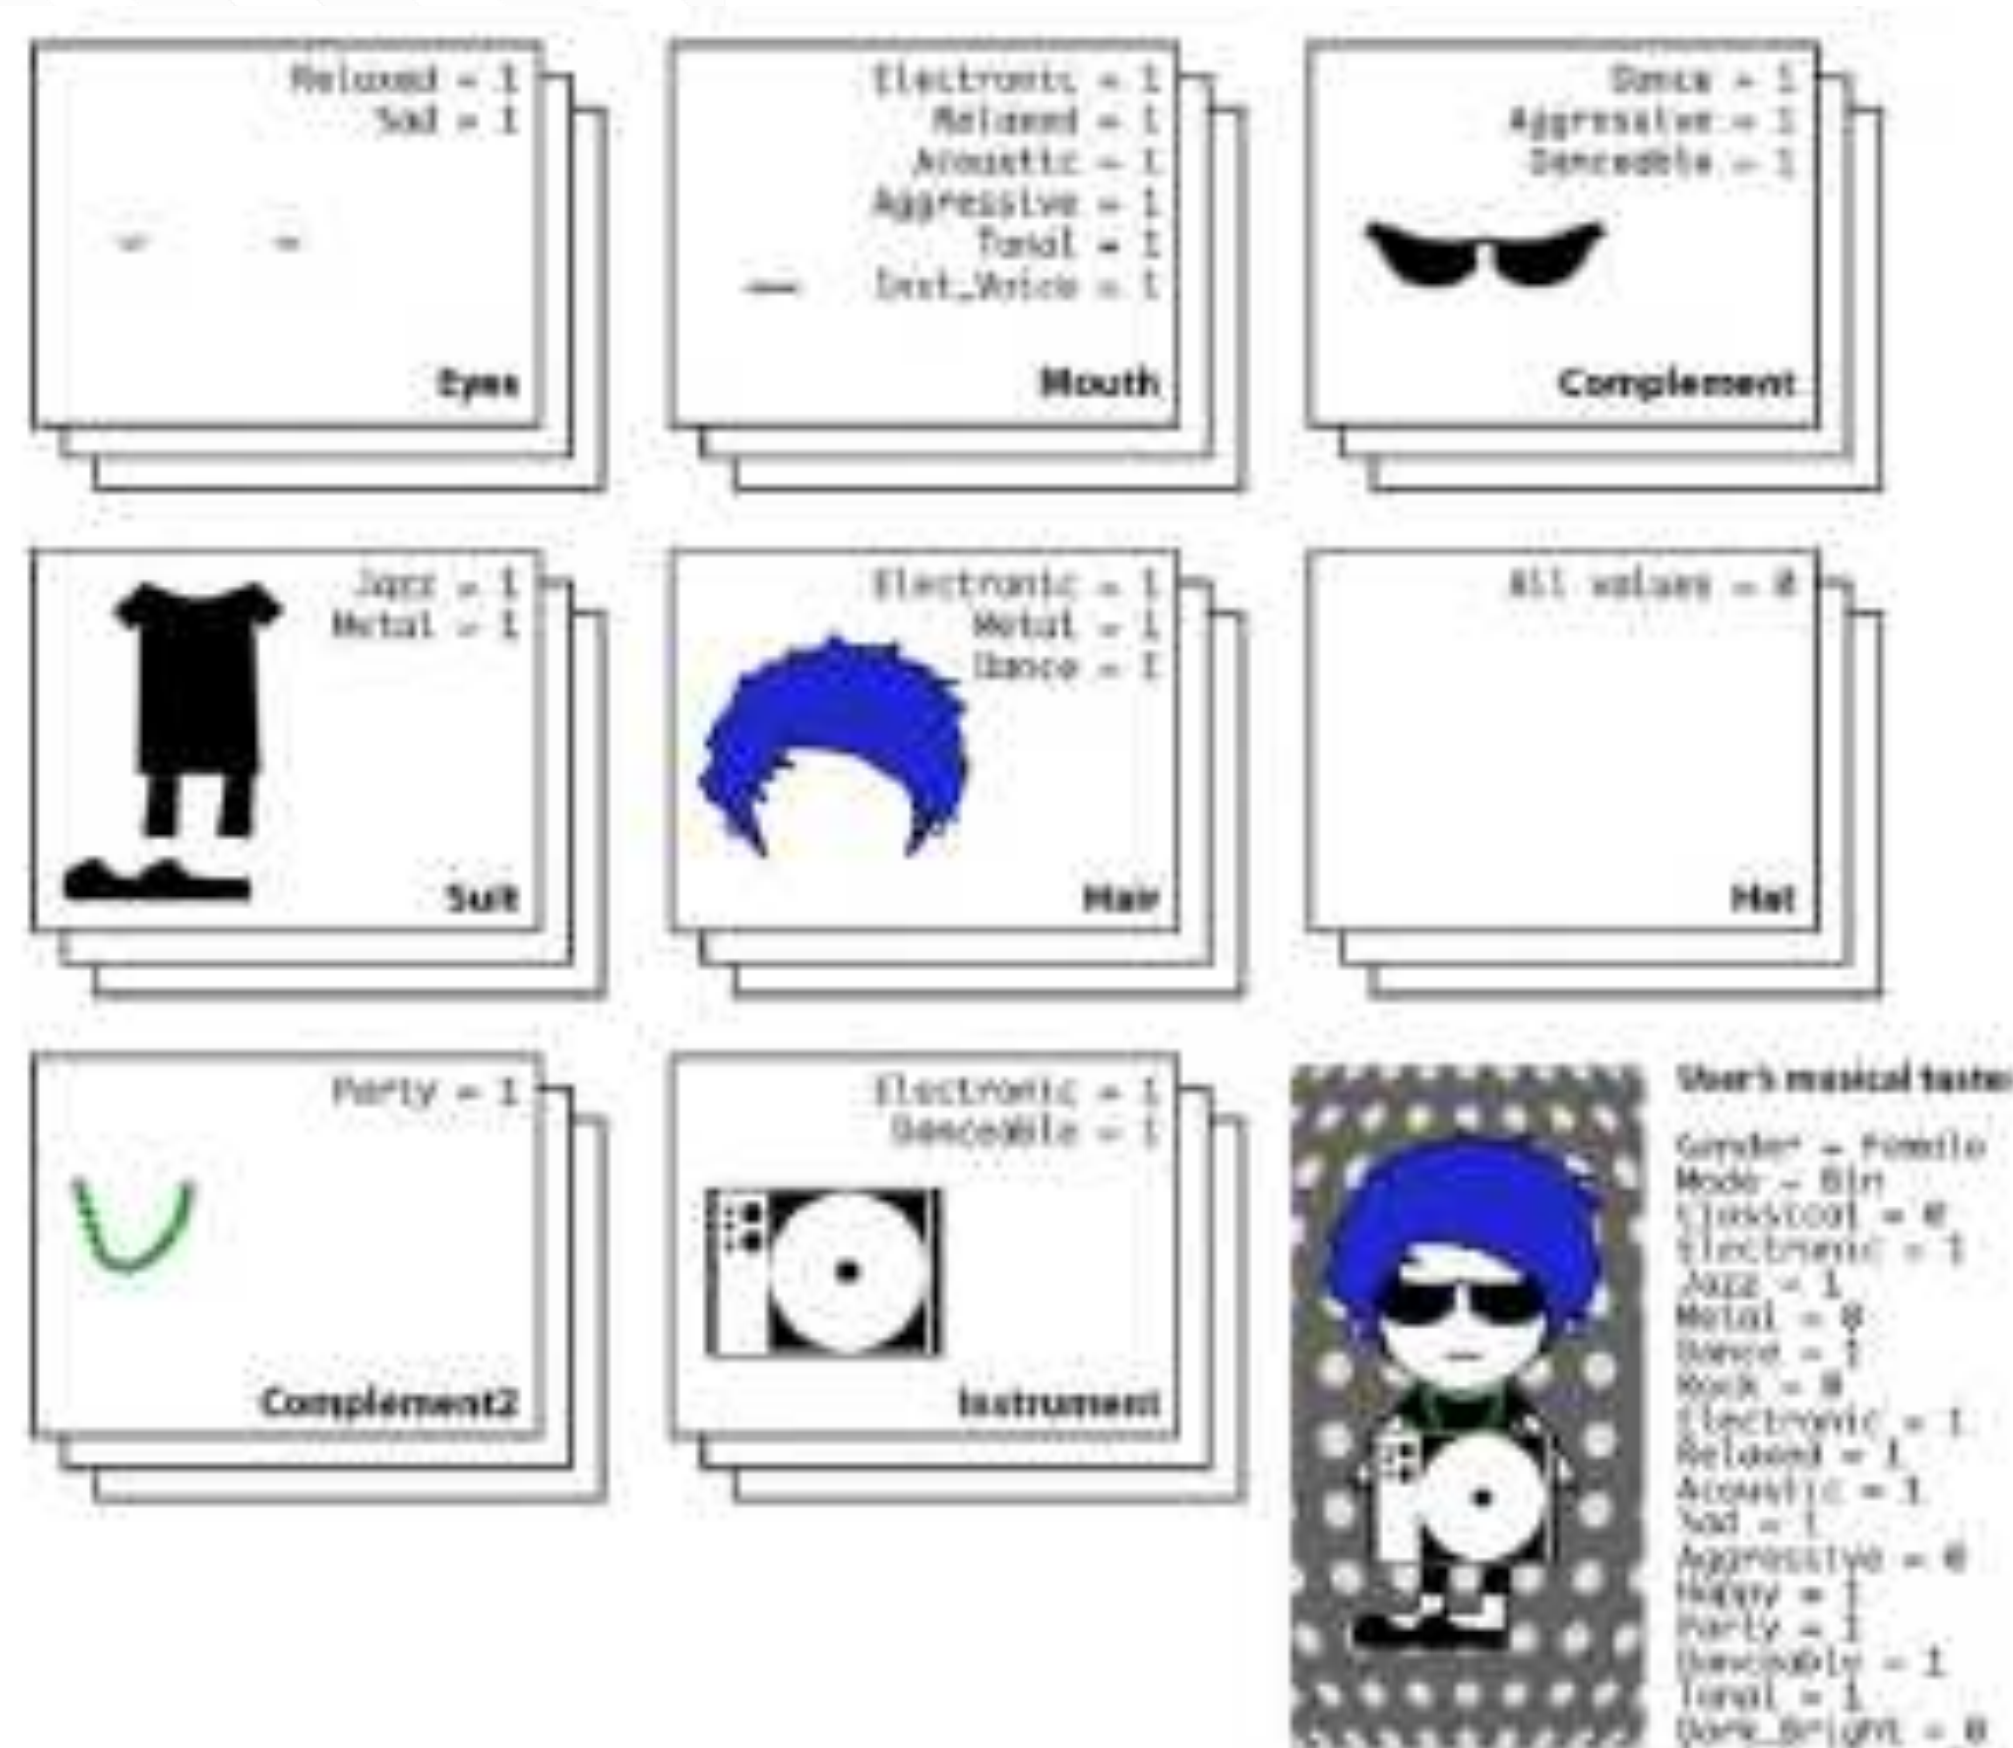 Relaxed = 1
Sad = 1
Eyes
Electronic = 1
Relaxed = 1
Acoustic = 1
Aggressive = 1
Tonal = 1
Inst_Voice = 1
Mouth
Dance = 1
Aggressive = 1
Danceable = 1
Complement
Jazz = 1
Metal = 1
Suit
Electronic = 1
Metal = 1
Dance = 1
Hair
All values = 0
Hat
Party = 1
Complement2
Electronic = 1
Danceable = 1
Instrument
User's musical taste:
Gender = Female
Mode = Bin
Classical = 0
Electronic = 1
Jazz = 1
Metal = 0
Dance = 1
Rock = 0
Electronic = 1
Relaxed = 1
Acoustic = 1
Sad = 1
Aggressive = 0
Happy = 1
Party = 1
Danceable = 1
Tonal = 1
Dark_Bright = 0